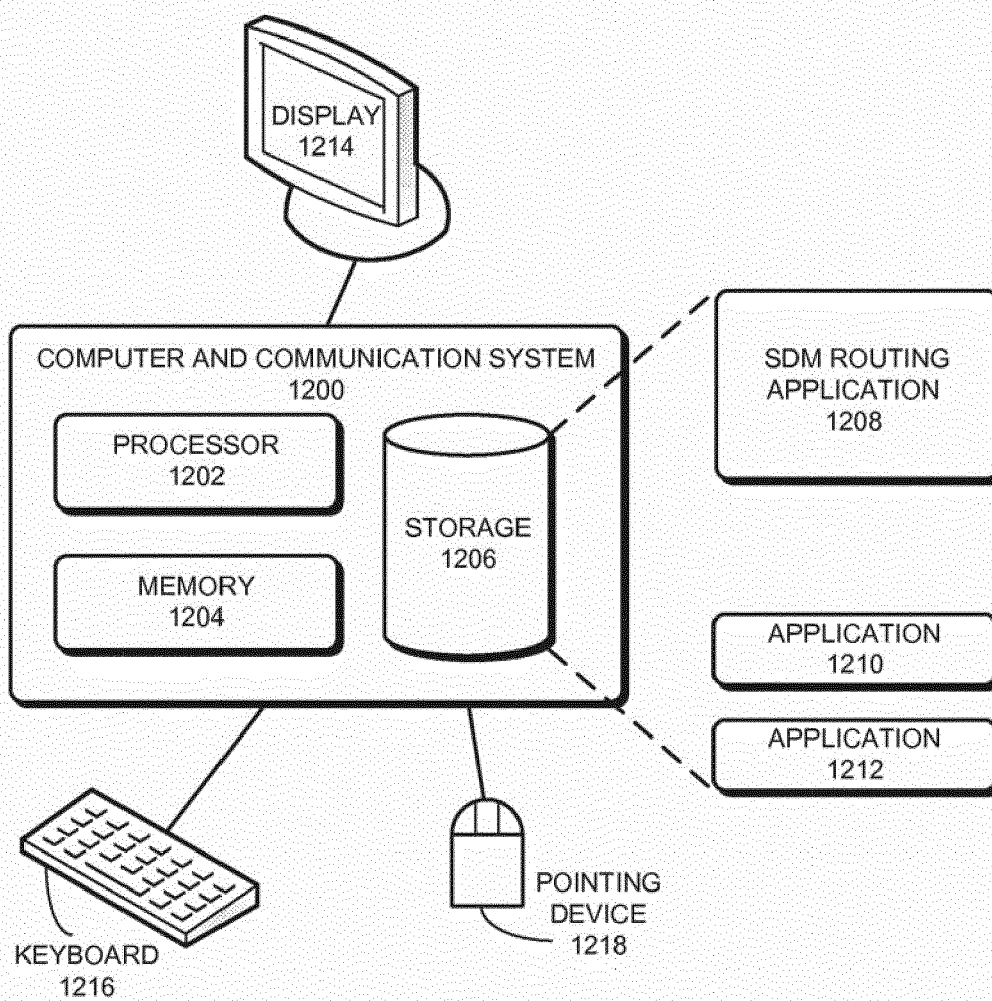 DISPLAY
1214
COMPUTER AND COMMUNICATION SYSTEM
1200
PROCESSOR
1202
MEMORY
1204
STORAGE
1206
SDM ROUTING
APPLICATION
1208
APPLICATION
1210
APPLICATION
1212
KEYBOARD
1216
POINTING
DEVICE
1218